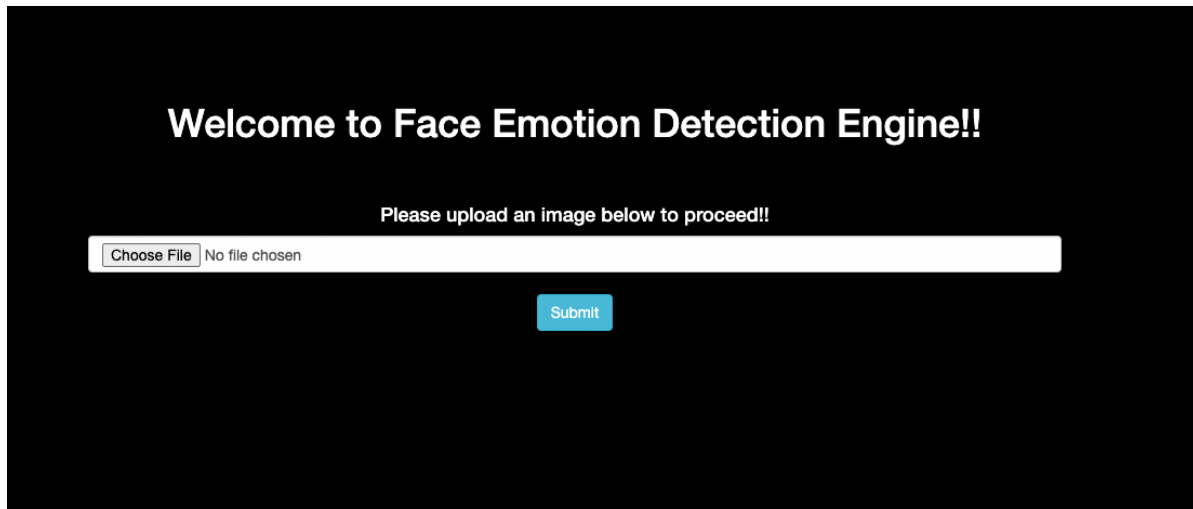 Welcome to Face Emotion Detection Engine!!
Please upload an image below to proceed!!
Choose File No file chosen
Submit